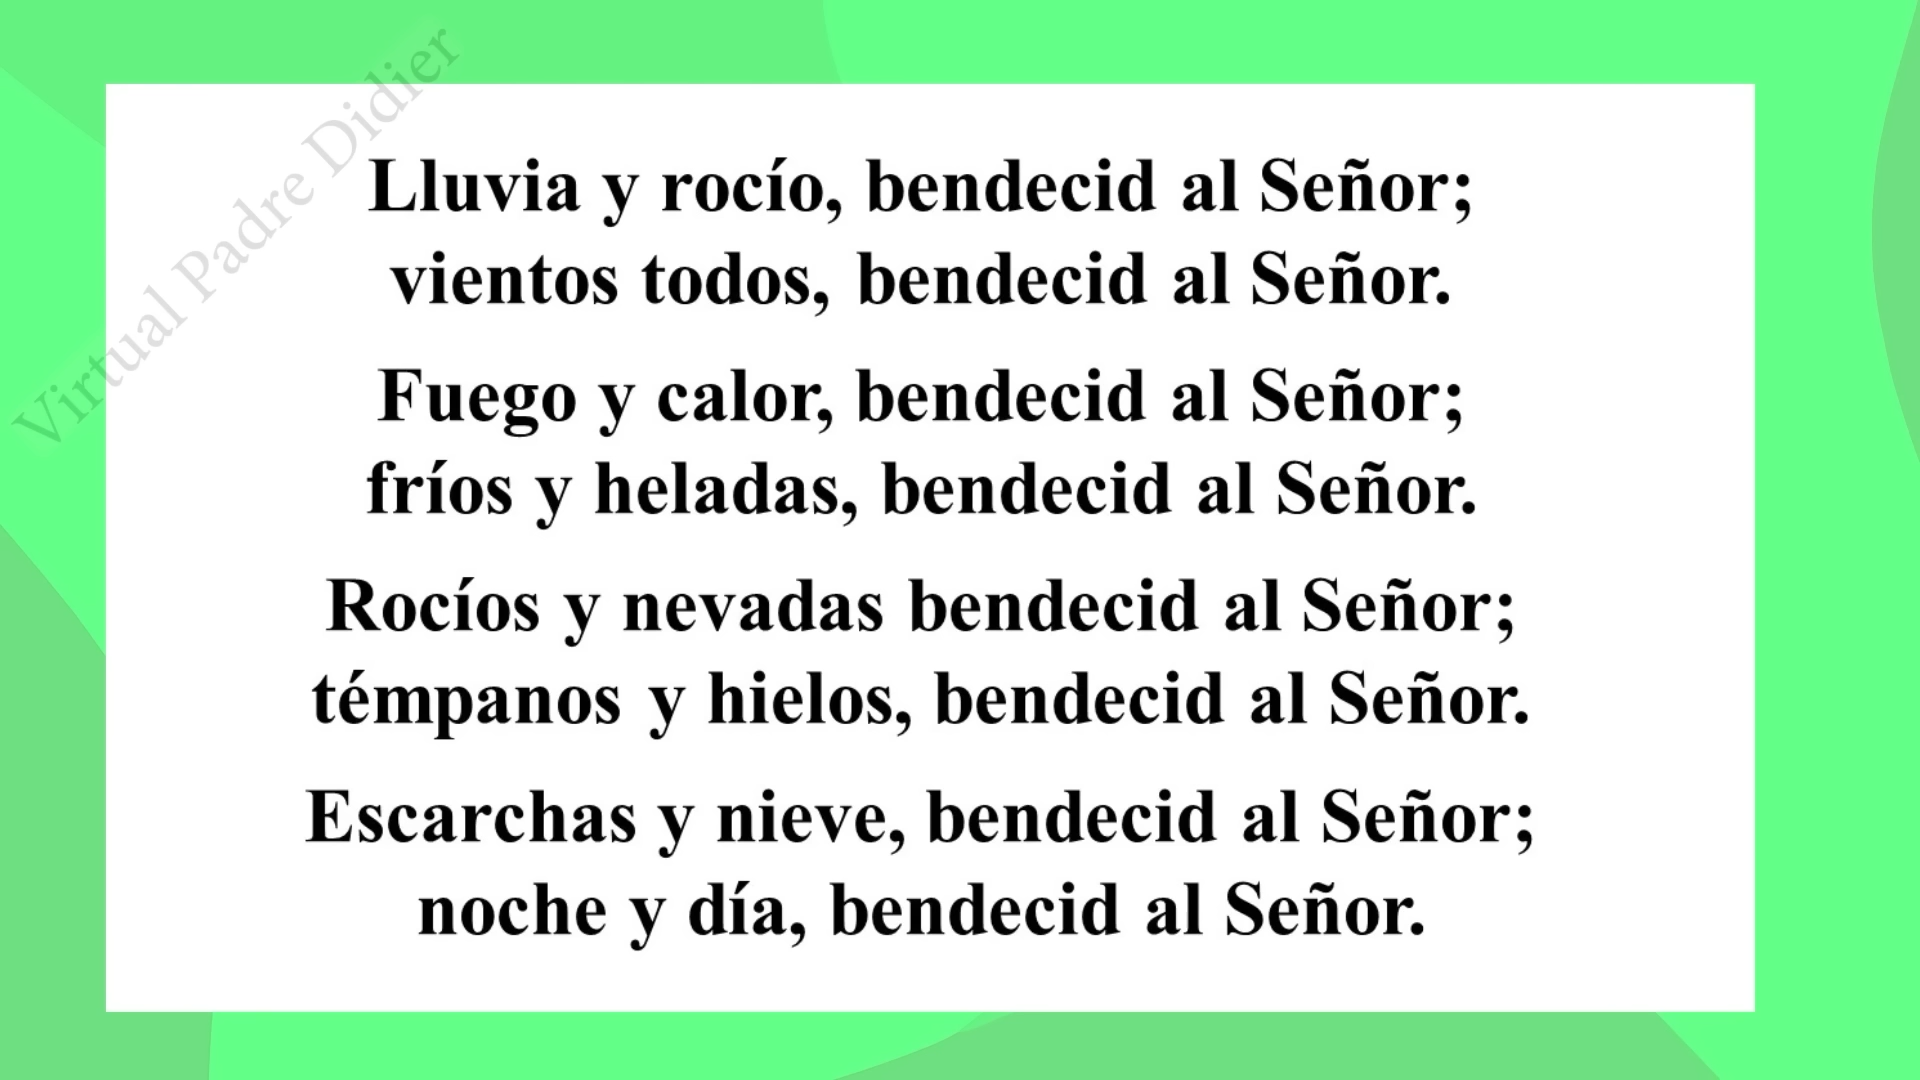 Virtual Padre Didier
Lluvia y rocío, bendecid al Señor;
vientos todos, bendecid al Señor.
Fuego y calor, bendecid al Señor;
fríos y heladas, bendecid al Señor.
Rocíos y nevadas bendecid al Señor;
témpanos y hielos, bendecid al Señor.
Escarchas y nieve, bendecid al Señor;
noche y día, bendecid al Señor.